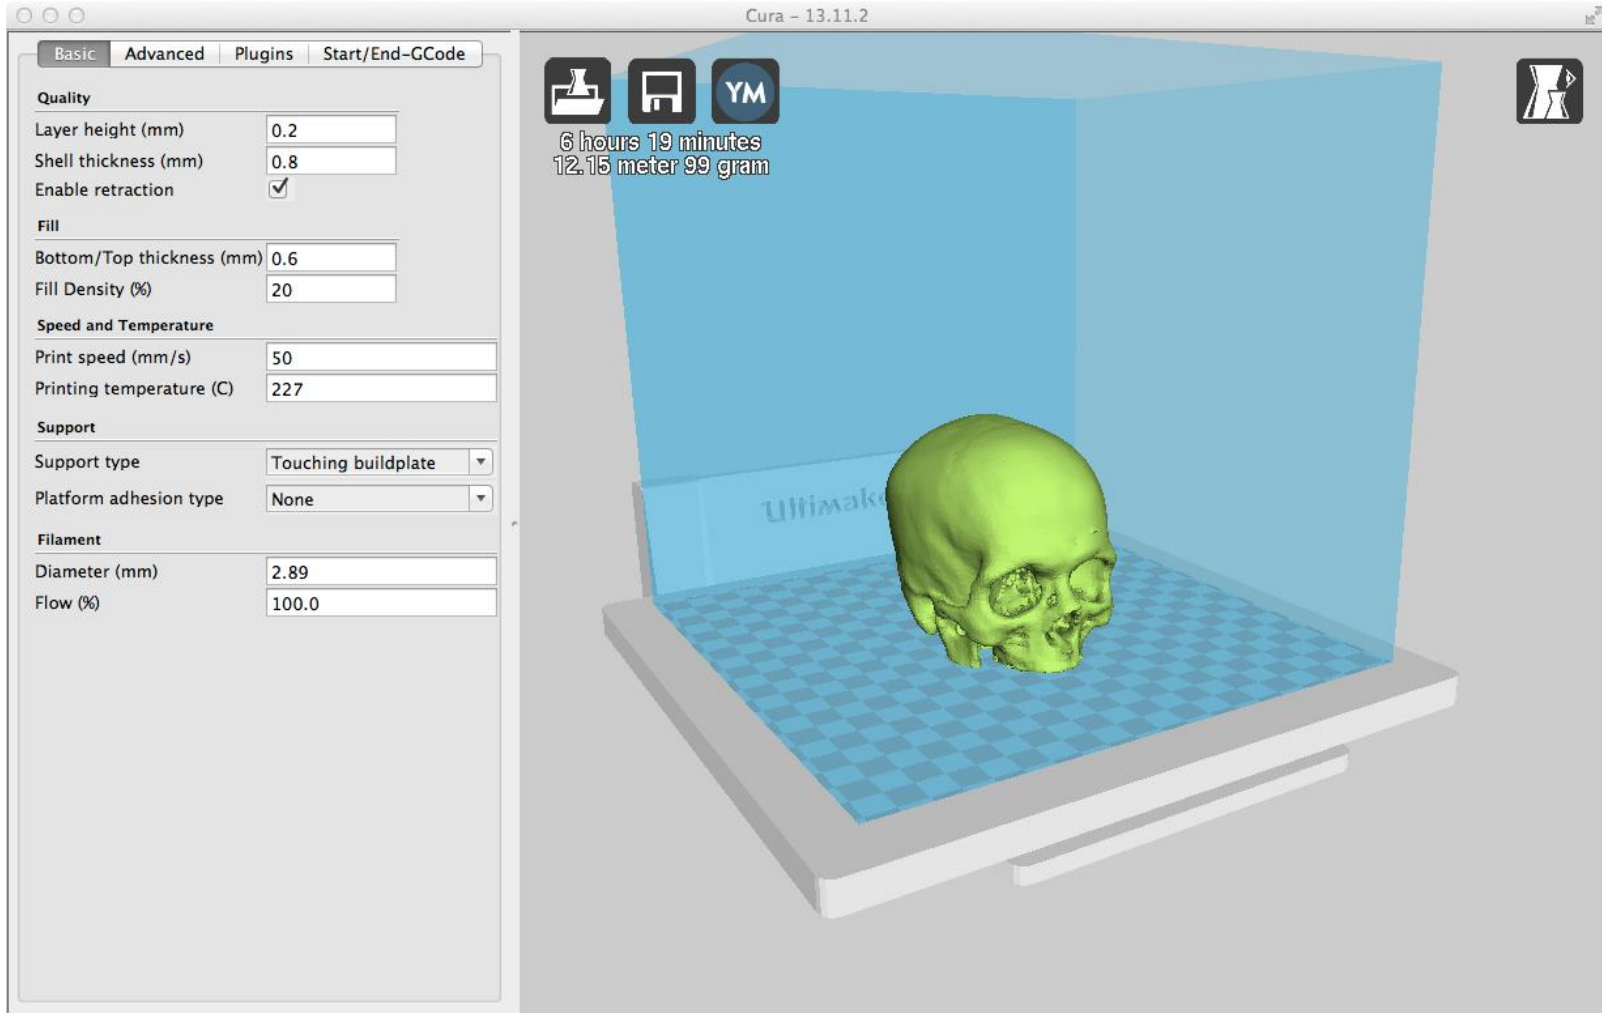 Cura – 13.11.2
Basic Advanced Plugins Start/End-GCode
Quality
Layer height (mm) 0.2
Shell thickness (mm) 0.8
Enable retraction
Fill
Bottom/Top thickness (mm) 0.6
Fill Density (%) 20
Speed and Temperature
Print speed (mm/s) 50
Printing temperature (C) 227
Support
Support type Touching buildplate
Platform adhesion type None
Filament
Diameter (mm) 2.89
Flow (%) 100.0
YM
6 hours 19 minutes
12.15 meter 99 gram
Ultimake